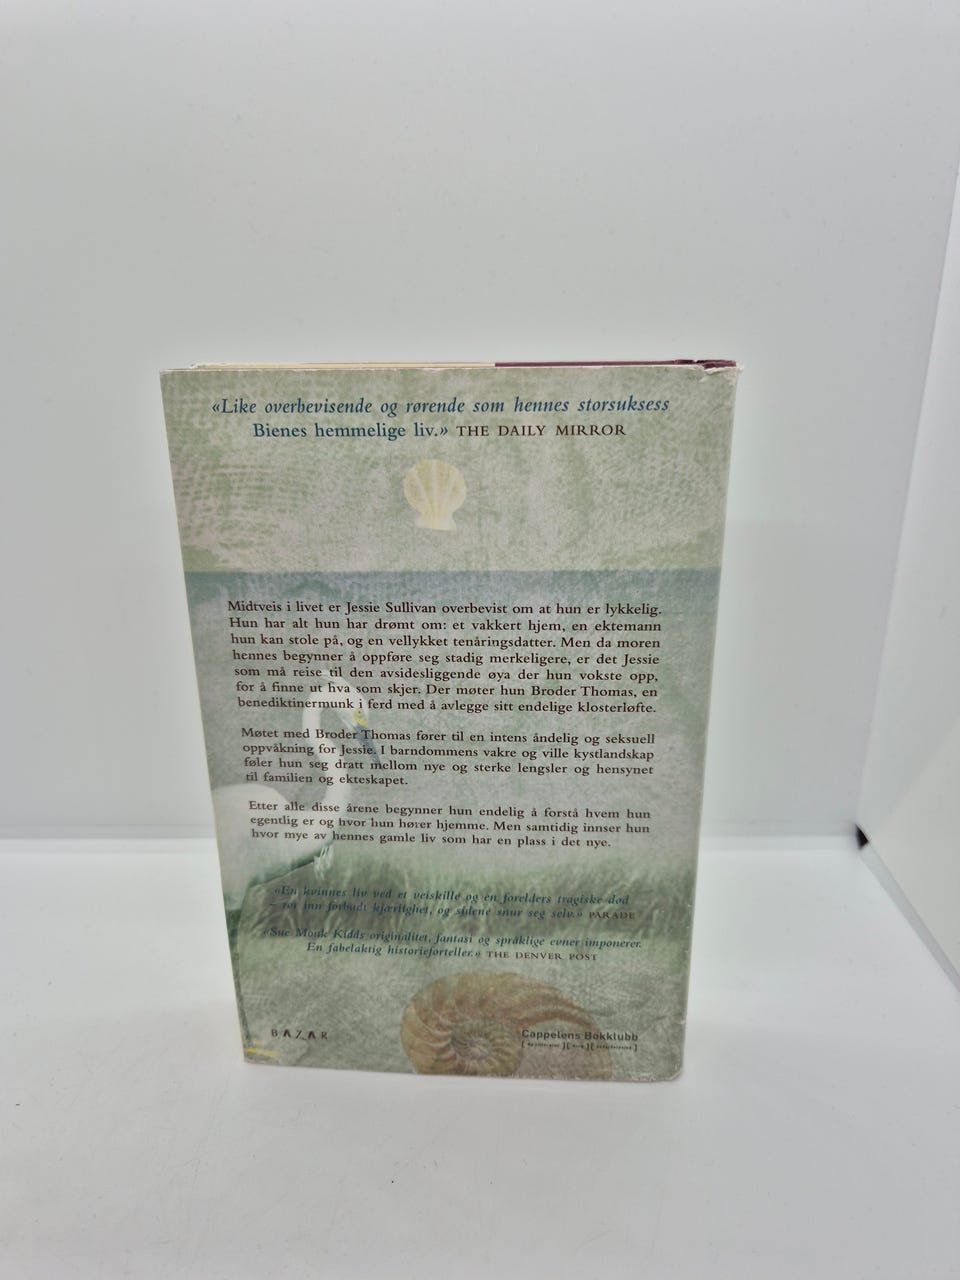 «Like overbevisende og rørende som hennes storsuksess
Bienes hemmelige liv.» THE DAILY MIRROR
Midtveis i livet er Jessie Sullivan overbevist om at hun er lykkelig.
Hun har alt hun har drømt om: et vakkert hjem, en ektemann
hun kan stole på, og en vellykket tenåringsdatter. Men da moren
hennes begynner å oppføre seg stadig merkeligere, er det Jessie
som må reise til den avsidesliggende øya der hun vokste opp,
for å finne ut hva som skjer. Der møter hun Broder Thomas, en
benediktinermunk i ferd med å avlegge sitt endelige klosterløfte.
Møtet med Broder Thomas fører til en intens åndelig og seksuell
oppvåkning for Jessie. I barndommens vakre og ville kystlandskap
føler hun seg dratt mellom nye og sterke lengsler og hensynet
til familien og ekteskapet.
Etter alle disse årene begynner hun endelig å forstå hvem hun
egentlig er og hvor hun hører hjemme. Men samtidig innser hun
hvor mye av hennes gamle liv som har en plass i det nye.
«En kvinnes liv ved et veiskille og en forelders tragiske død
– rør inn forbudt kjærlighet, og sidene snur seg selv.» PARADE
«Sue Monk Kidds originalitet, fantasi og språklige evner imponerer.
En fabelaktig historieforteller.» THE DENVER POST
BAZAR
Cappelens Bokklubb